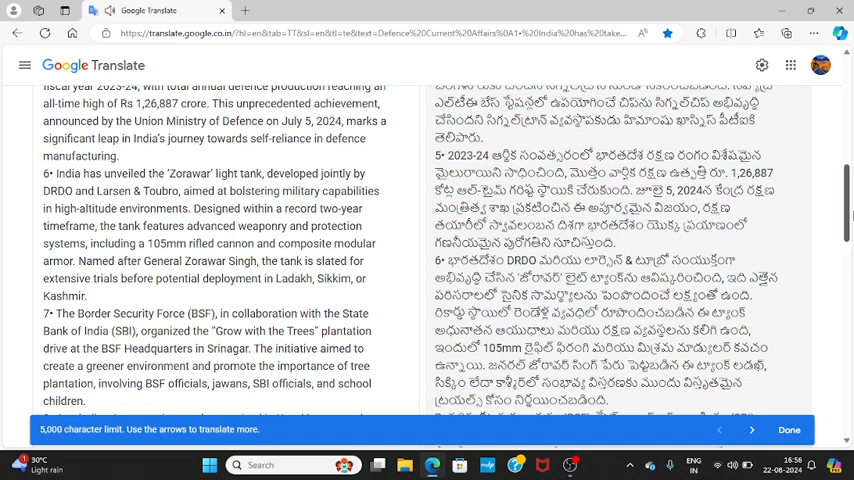 Google Translate
https://translate.google.co.in/?hl=en&tab=TT&sl=en&tl=te&text=Defence%20Current%20Affairs%0A1•%20India%20has%20take...
Google Translate
fiscal year 2023-24, with total annual defence production reaching an
all-time high of Rs 1,26,887 crore. This unprecedented achievement,
announced by the Union Ministry of Defence on July 5, 2024, marks a
significant leap in India's journey towards self-reliance in defence
manufacturing.
6• India has unveiled the 'Zorawar' light tank, developed jointly by
DRDO and Larsen & Toubro, aimed at bolstering military capabilities
in high-altitude environments. Designed within a record two-year
timeframe, the tank features advanced weaponry and protection
systems, including a 105mm rifled cannon and composite modular
armor. Named after General Zorawar Singh, the tank is slated for
extensive trials before potential deployment in Ladakh, Sikkim, or
Kashmir.
7• The Border Security Force (BSF), in collaboration with the State
Bank of India (SBI), organized the "Grow with the Trees" plantation
drive at the BSF Headquarters in Srinagar. The initiative aimed to
create a greener environment and promote the importance of tree
plantation, involving BSF officials, jawans, SBI officials, and school
children.
ఎల్‌టీఈ బేస్ స్టేషన్లలో ఉపయోగించే చిప్‌ను సిగ్నల్‌చిప్ అభివృద్ధి
చేసిందని సిగ్నల్‌ట్రాన్ వ్యవస్థాపకుడు హిమాంషు ఖాస్నిస్ పీటీఐకి
తెలిపారు.
5• 2023-24 ఆర్థిక సంవత్సరంలో భారతదేశ రక్షణ రంగం విశేషమైన
మైలురాయిని సాధించింది, మొత్తం వార్షిక రక్షణ ఉత్పత్తి రూ. 1,26,887
కోట్ల ఆల్-టైమ్ గరిష్ట స్థాయికి చేరుకుంది. జూలై 5, 2024న కేంద్ర రక్షణ
మంత్రిత్వ శాఖ ప్రకటించిన ఈ అపూర్వమైన విజయం, రక్షణ
తయారీలో స్వావలంబన దిశగా భారతదేశం యొక్క ప్రయాణంలో
గణనీయమైన పురోగతిని సూచిస్తుంది.
6• భారతదేశం DRDO మరియు లార్సెన్ & టూబ్రో సంయుక్తంగా
అభివృద్ధి చేసిన 'జోరావర్' లైట్ ట్యాంక్‌ను ఆవిష్కరించింది, ఇది ఎత్తైన
పరిసరాలలో సైనిక సామర్థ్యాలను పెంపొందించే లక్ష్యంతో ఉంది.
రికార్డు స్థాయిలో రెండేళ్ల వ్యవధిలో రూపొందించబడిన ఈ ట్యాంక్
అధునాతన ఆయుధాలు మరియు రక్షణ వ్యవస్థలను కలిగి ఉంది,
ఇందులో 105mm రైఫిల్ ఫిరంగి మరియు మిశ్రమ మాడ్యులర్ కవచం
ఉన్నాయి. జనరల్ జోరావర్ సింగ్ పేరు పెట్టబడిన ఈ ట్యాంక్ లడఖ్,
సిక్కిం లేదా కాశ్మీర్‌లో సంభావ్య విస్తరణకు ముందు విస్తృతమైన
ట్రయల్స్ కోసం నిర్ణయించబడింది.
5,000 character limit. Use the arrows to translate more.
Done
30°C
Light rain
Search
ENG
IN
16:56
22-08-2024